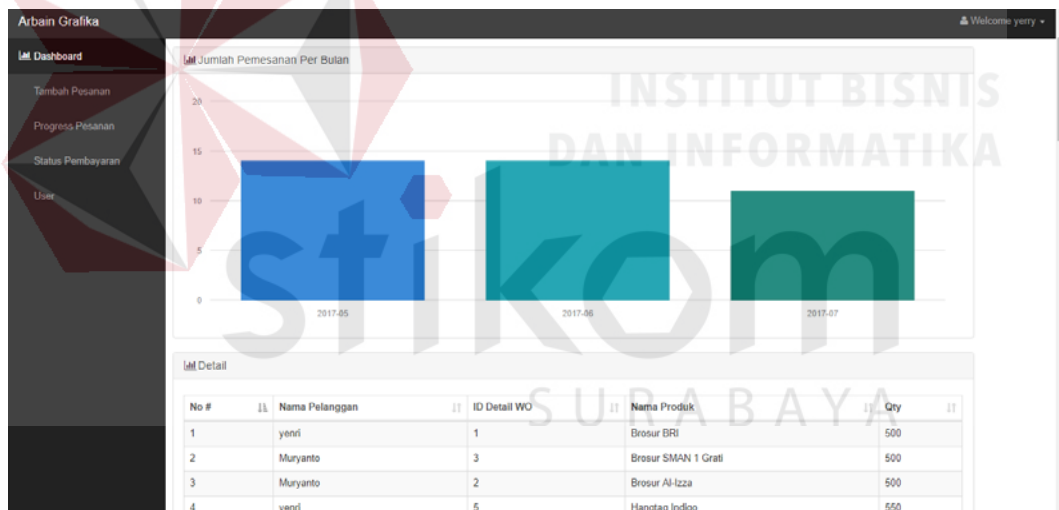 Arbain Grafika
Welcome yerry
Dashboard
Tambah Pesanan
Progress Pesanan
Status Pembayaran
User
Jumlah Pemesanan Per Bulan
20
15
10
5
0
2017-05
2017-06
2017-07
INSTITUT BISNIS
DAN INFORMATIKA
stikom
SURABAYA
Detail
No # Nama Pelanggan ID Detail WO Nama Produk Qty
1 yenri 1 Brosur BRI 500
2 Muryanto 3 Brosur SMAN 1 Grati 500
3 Muryanto 2 Brosur Al-Izza 500
4 yenri 5 Hangtag Indigo 550